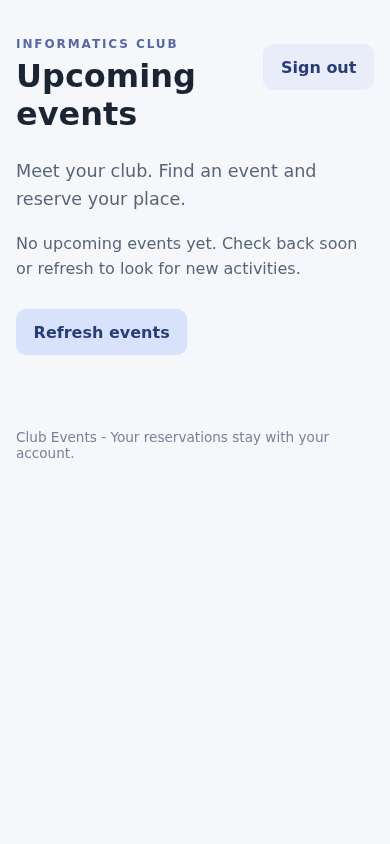 INFORMATICS CLUB
Upcoming
events
Sign out
Meet your club. Find an event and
reserve your place.
No upcoming events yet. Check back soon
or refresh to look for new activities.
Refresh events
Club Events - Your reservations stay with your
account.